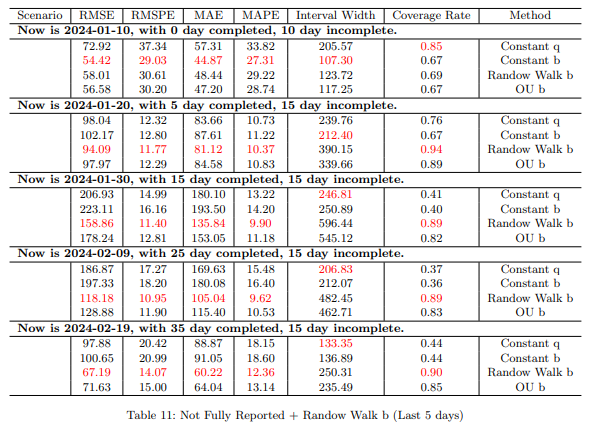 Scenario RMSE RMSPE MAE MAPE Interval Width Coverage Rate Method
Now is 2024-01-10, with 0 day completed, 10 day incomplete.
72.92 37.34 57.31 33.82 205.57 0.85 Constant q
54.42 29.03 44.87 27.31 107.30 0.67 Constant b
58.01 30.61 48.44 29.22 123.72 0.69 Randow Walk b
56.58 30.20 47.20 28.74 117.25 0.67 OU b
Now is 2024-01-20, with 5 day completed, 15 day incomplete.
98.04 12.32 83.66 10.73 239.76 0.76 Constant q
102.17 12.80 87.61 11.22 212.40 0.67 Constant b
94.09 11.77 81.12 10.37 390.15 0.94 Randow Walk b
97.97 12.29 84.58 10.83 339.66 0.89 OU b
Now is 2024-01-30, with 15 day completed, 15 day incomplete.
206.93 14.99 180.10 13.22 246.81 0.41 Constant q
223.11 16.16 193.50 14.20 250.89 0.40 Constant b
158.86 11.40 135.84 9.90 596.44 0.89 Randow Walk b
178.24 12.81 153.05 11.18 545.12 0.82 OU b
Now is 2024-02-09, with 25 day completed, 15 day incomplete.
186.87 17.27 169.63 15.48 206.83 0.37 Constant q
197.33 18.20 180.08 16.40 212.07 0.36 Constant b
118.18 10.95 105.04 9.62 482.45 0.89 Randow Walk b
128.88 11.90 115.40 10.53 462.71 0.83 OU b
Now is 2024-02-19, with 35 day completed, 15 day incomplete.
97.88 20.42 88.87 18.15 133.35 0.44 Constant q
100.65 20.99 91.05 18.60 136.89 0.44 Constant b
67.19 14.07 60.22 12.36 250.31 0.90 Randow Walk b
71.63 15.00 64.04 13.14 235.49 0.85 OU b
Table 11: Not Fully Reported + Randow Walk b (Last 5 days)